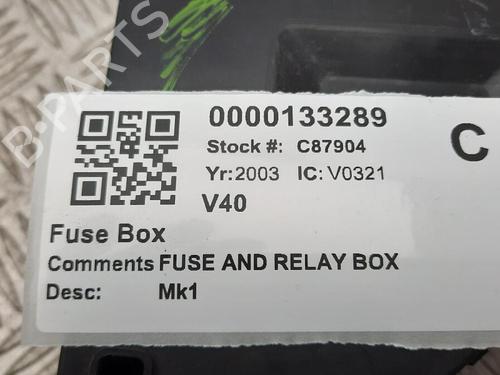 B-PARTS
0000133289
C
Stock #: C87904
Yr: 2003 IC: V0321
V40
Fuse Box
Comments FUSE AND RELAY BOX
Desc: Mk1